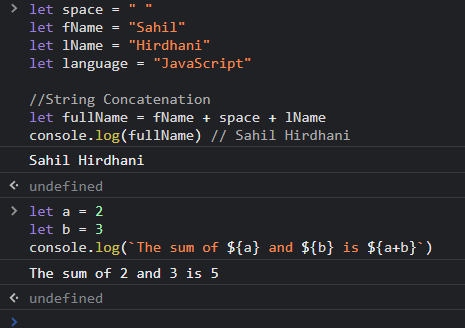 let space = " "
let fName = "Sahil"
let lName = "Hirdhani"
let language = "JavaScript"
//String Concatenation
let fullName = fName + space + lName
console.log(fullName) // Sahil Hirdhani
Sahil Hirdhani
undefined
let a = 2
let b = 3
console.log(`The sum of ${a} and ${b} is ${a+b}`)
The sum of 2 and 3 is 5
undefined